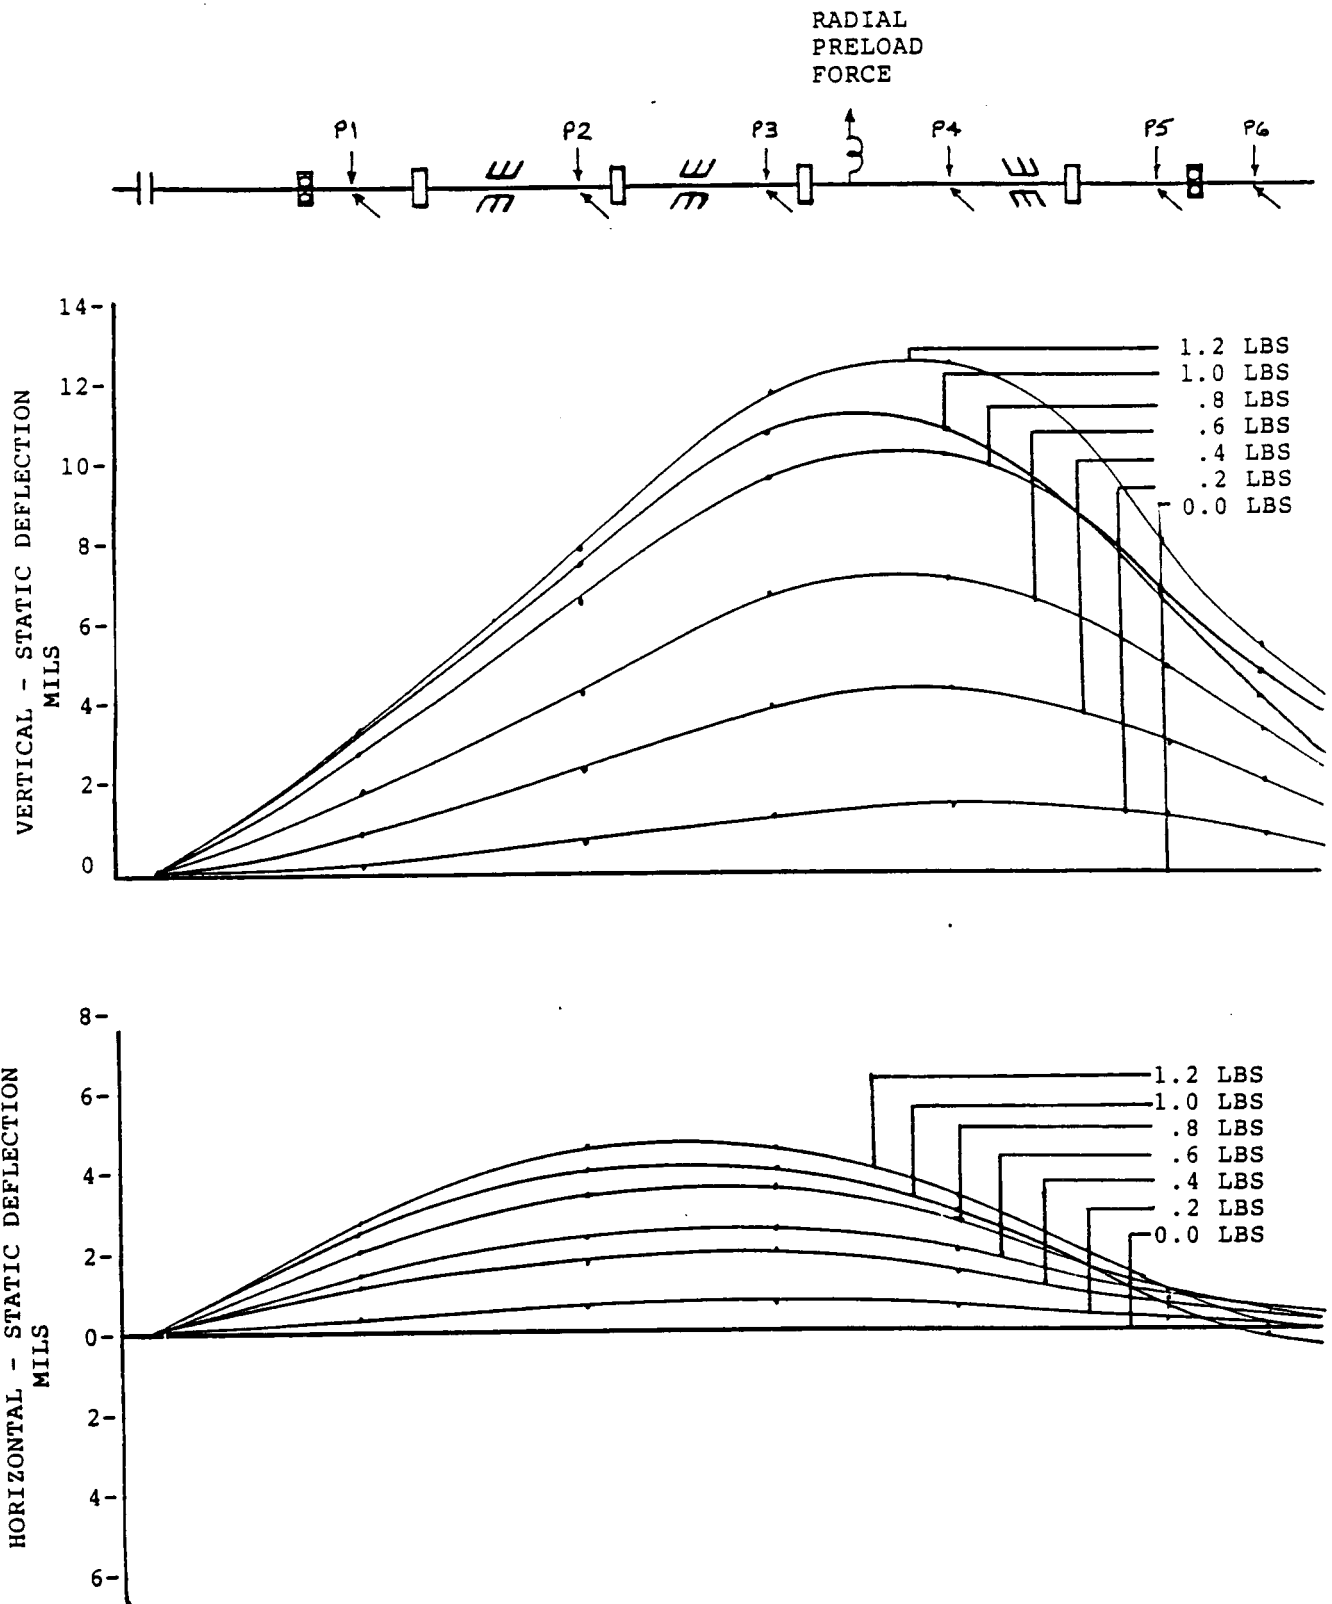 RADIAL
PRELOAD
FORCE
P1 P2 P3 P4 P5 P6
14-
12-
10-
8-
6-
4-
2-
0
VERTICAL - STATIC DEFLECTION
MILS
1.2 LBS
1.0 LBS
.8 LBS
.6 LBS
.4 LBS
.2 LBS
0.0 LBS
8-
6-
4-
2-
0-
2-
4-
6-
HORIZONTAL - STATIC DEFLECTION
MILS
1.2 LBS
1.0 LBS
.8 LBS
.6 LBS
.4 LBS
.2 LBS
0.0 LBS